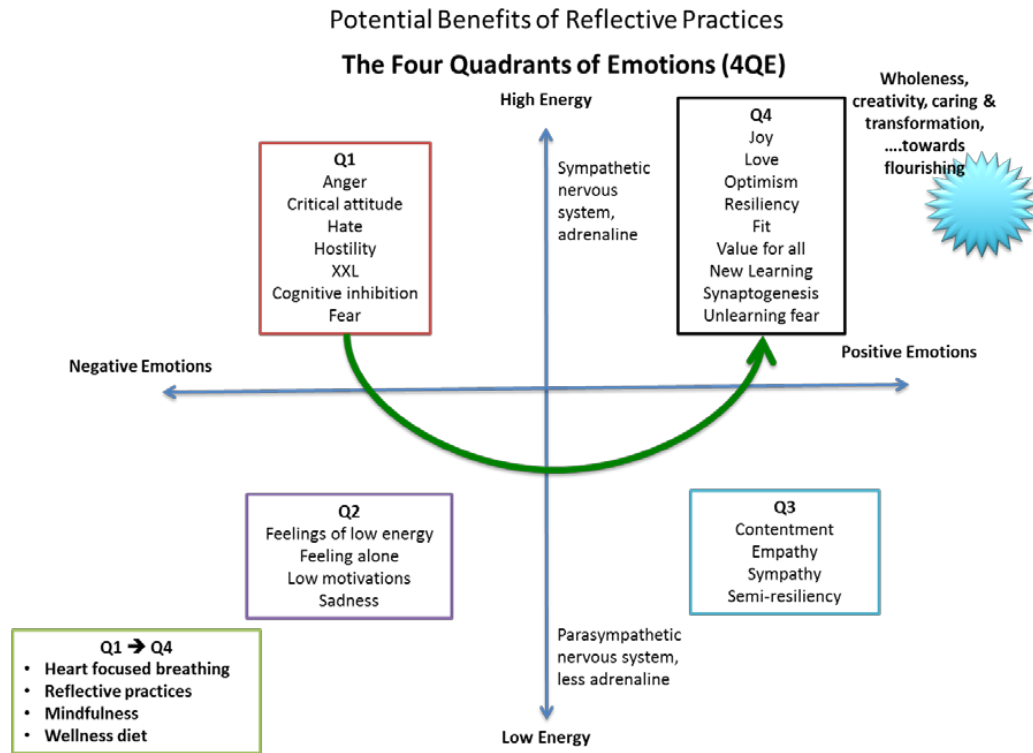 Potential Benefits of Reflective Practices
The Four Quadrants of Emotions (4QE)
High Energy
Wholeness,
creativity, caring &
transformation,
....towards
flourishing
Q1
Anger
Critical attitude
Hate
Hostility
XXL
Cognitive inhibition
Fear
Sympathetic
nervous
system,
adrenaline
Q4
Joy
Love
Optimism
Resiliency
Fit
Value for all
New Learning
Synaptogenesis
Unlearning fear
Negative Emotions
Positive Emotions
Q2
Feelings of low energy
Feeling alone
Low motivations
Sadness
Q3
Contentment
Empathy
Sympathy
Semi-resiliency
Parasympathetic
nervous system,
less adrenaline
Q1 ➔ Q4
• Heart focused breathing
• Reflective practices
• Mindfulness
• Wellness diet
Low Energy